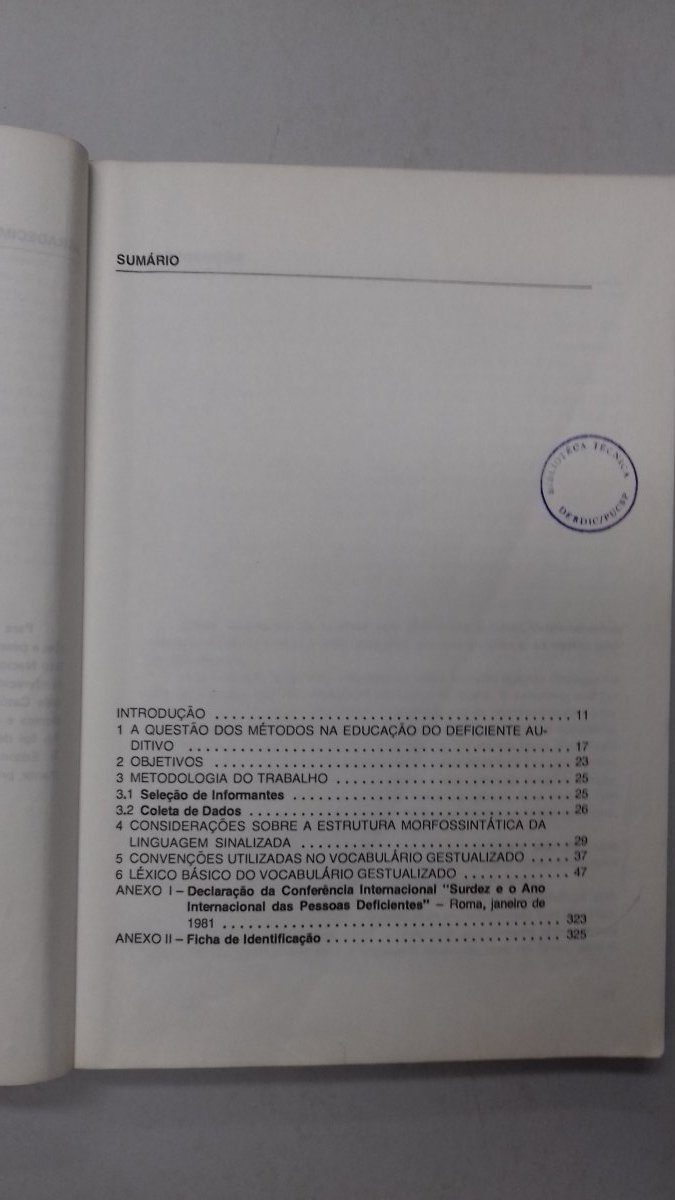 SUMÁRIO
BIBLIOTECA TÉCNICA
DERDIC/PUCSP
INTRODUÇÃO ........................................... 11
1 A QUESTÃO DOS MÉTODOS NA EDUCAÇÃO DO DEFICIENTE AU-
DITIVO .............................................. 17
2 OBJETIVOS ............................................ 23
3 METODOLOGIA DO TRABALHO ............................. 25
3.1 Seleção de Informantes ................................... 25
3.2 Coleta de Dados ........................................ 26
4 CONSIDERAÇÕES SOBRE A ESTRUTURA MORFOSSINTÁTICA DA
LINGUAGEM SINALIZADA .................................. 29
5 CONVENÇÕES UTILIZADAS NO VOCABULÁRIO GESTUALIZADO ..... 37
6 LÉXICO BÁSICO DO VOCABULÁRIO GESTUALIZADO ............. 47
ANEXO I – Declaração da Conferência Internacional "Surdez e o Ano
Internacional das Pessoas Deficientes" – Roma, janeiro de
1981 ......................................... 323
ANEXO II – Ficha de Identificação ............................. 325
Para